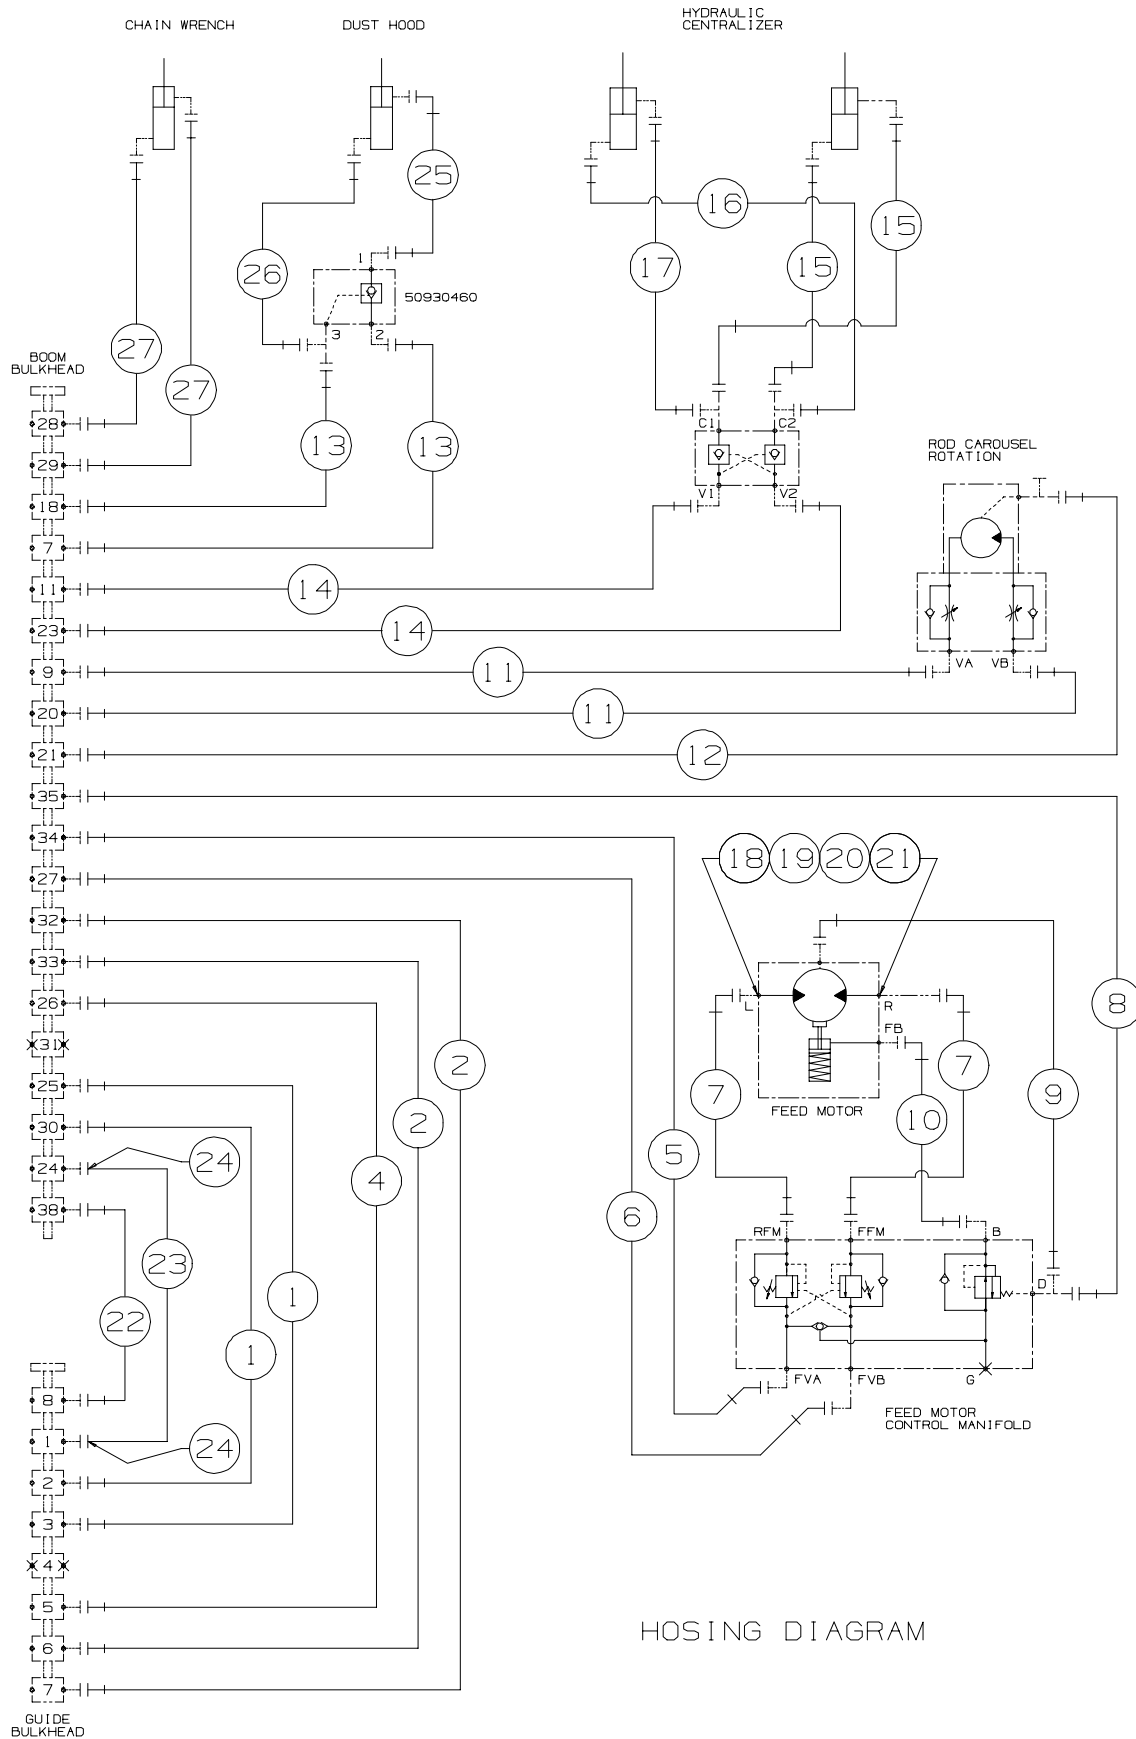 HYDRAULIC
CENTRALIZER
CHAIN WRENCH
DUST HOOD
25
16
15
26
17
15
1
50930460
3
2
27
BOOM
BULKHEAD
27
C1
C2
28
13
13
ROD CAROUSEL
ROTATION
29
V1
V2
18
7
11
14
23
14
9
11
VA
VB
20
11
21
12
35
34
18
19
20
21
27
32
33
26
L
R
8
FB
31
2
7
7
9
25
FEED MOTOR
10
30
2
5
24
24
4
38
6
RFM
FFM
B
23
D
1
22
1
FVA
FVB
G
8
FEED MOTOR
CONTROL MANIFOLD
1
24
2
3
4
5
HOSING DIAGRAM
6
7
GUIDE
BULKHEAD